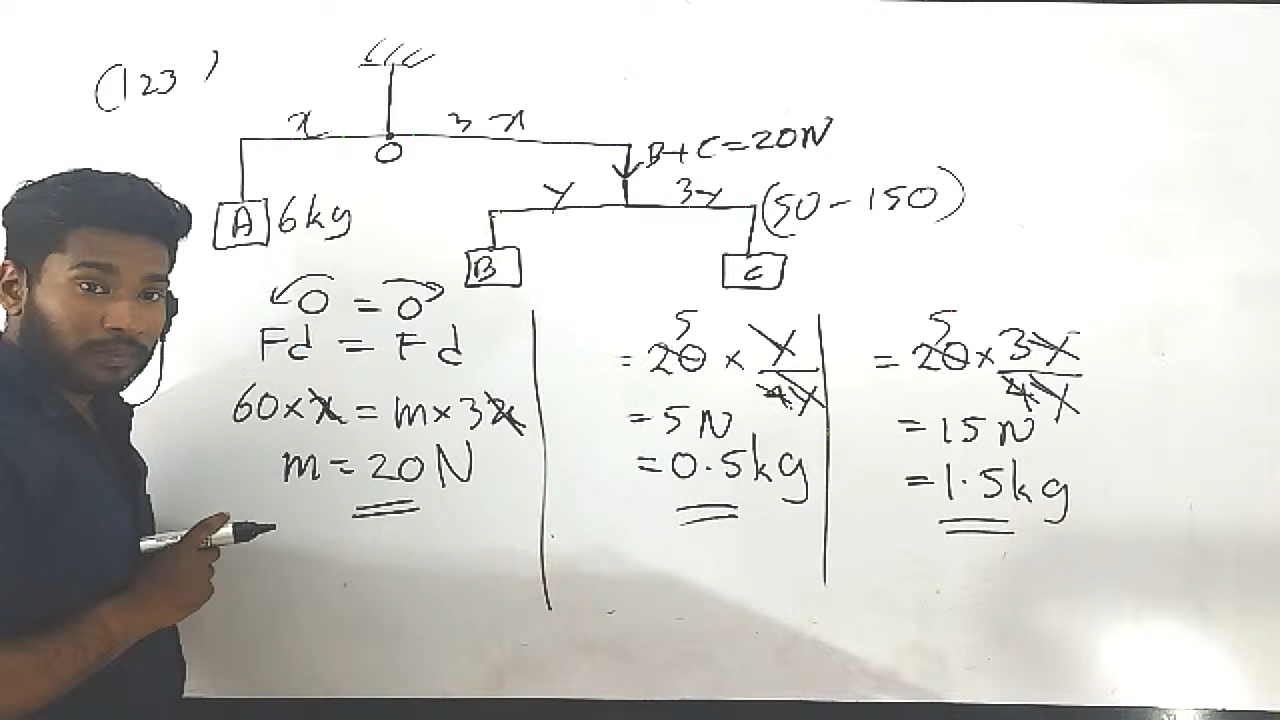 (123)
x 3x
O
B+C=20N
y 3y (50-150)
A 6kg
B C
O = O
Fd = Fd
60×x = m×3x
m = 20N
5
= 20 × y/4y
= 5N
= 0.5kg
5
= 20 × 3y/4y
= 15N
= 1.5kg